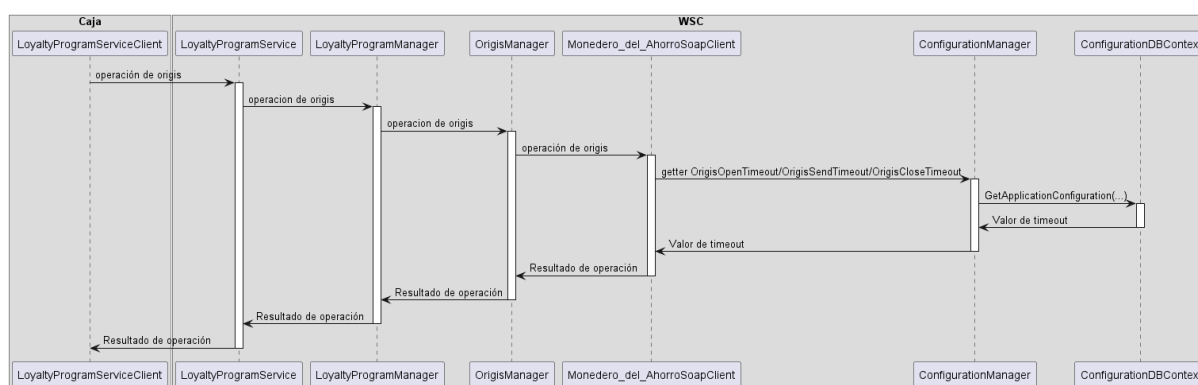 Caja
WSC
LoyaltyProgramServiceClient
LoyaltyProgramService
LoyaltyProgramManager
OrigisManager
Monedero_del_AhorroSoapClient
ConfigurationManager
ConfigurationDBContex
operación de origis
operacion de origis
operacion de origis
operación de origis
getter OrigisOpenTimeout/OrigisSendTimeout/OrigisCloseTimeout
GetApplicationConfiguration(...)
Valor de timeout
Valor de timeout
Resultado de operación
Resultado de operación
Resultado de operación
Resultado de operación
LoyaltyProgramServiceClient
LoyaltyProgramService
LoyaltyProgramManager
OrigisManager
Monedero_del_AhorroSoapClient
ConfigurationManager
ConfigurationDBContex